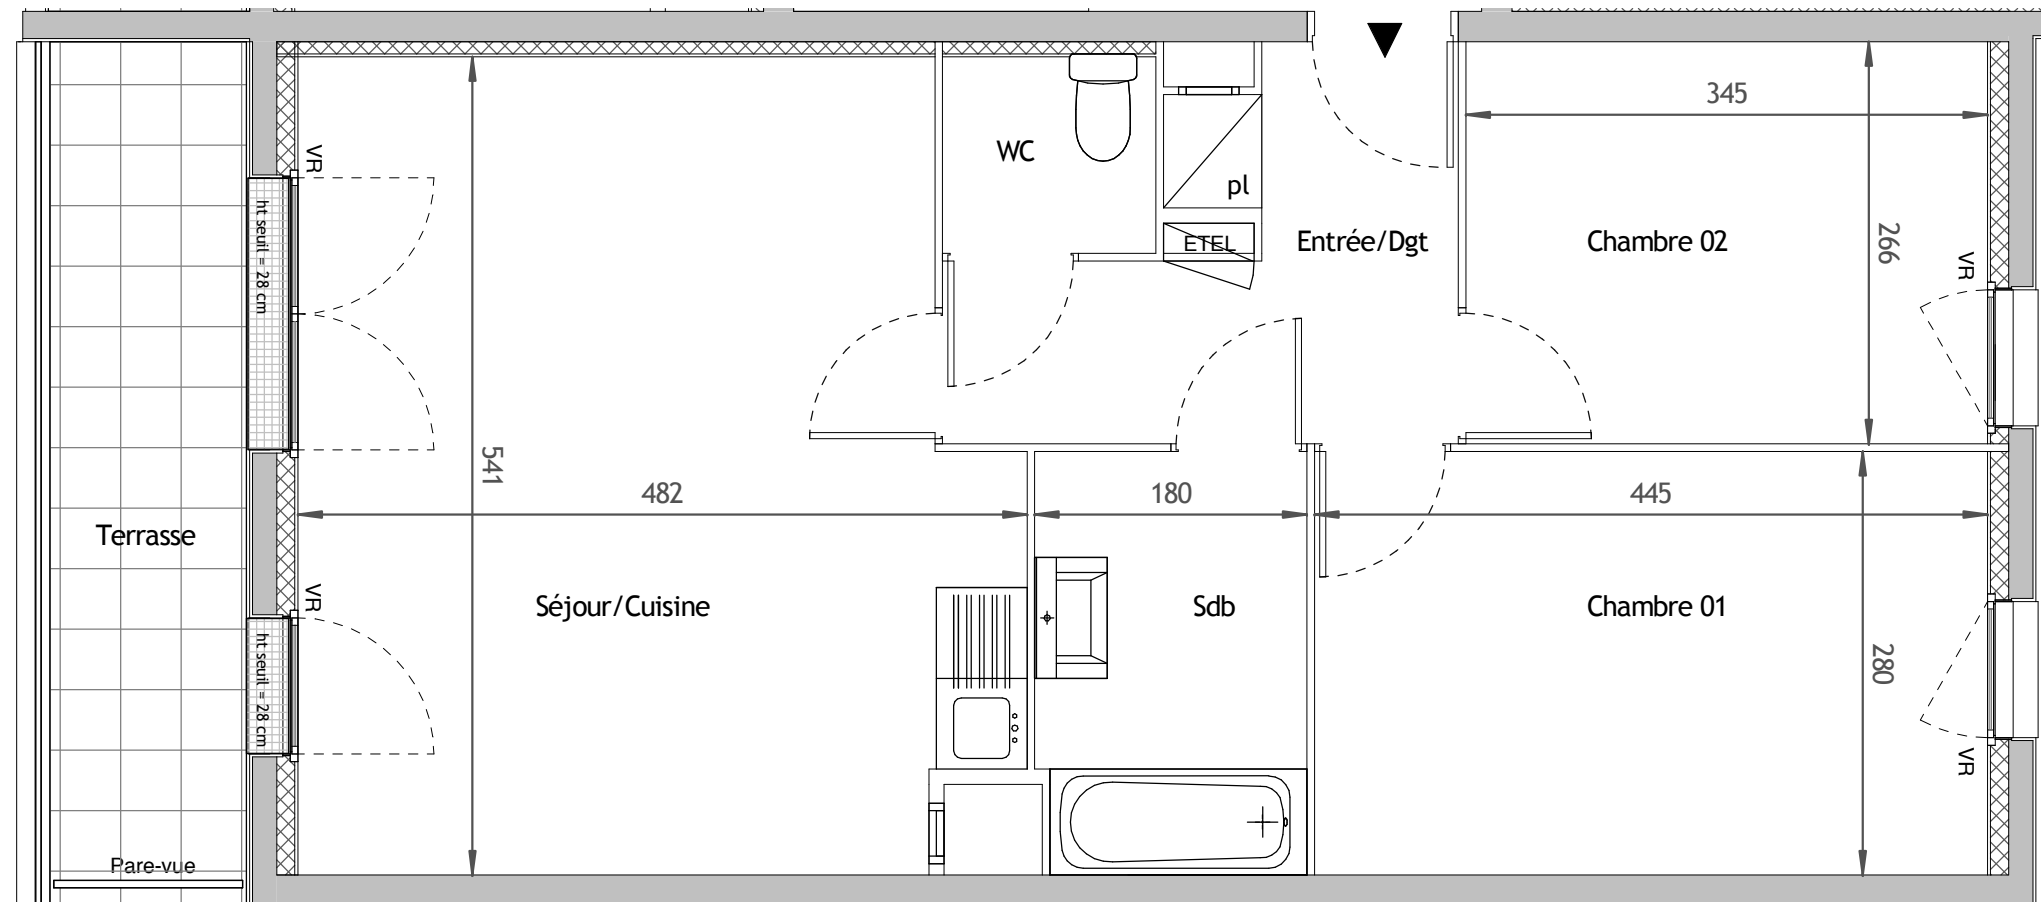 345
VR
WC
pl
ht seuil = 28 cm
ETEL
Entrée/Dgt
Chambre 02
266
VR
541
482
180
445
Terrasse
VR
Séjour/Cuisine
Sdb
Chambre 01
280
ht seuil = 28 cm
VR
Pare-vue